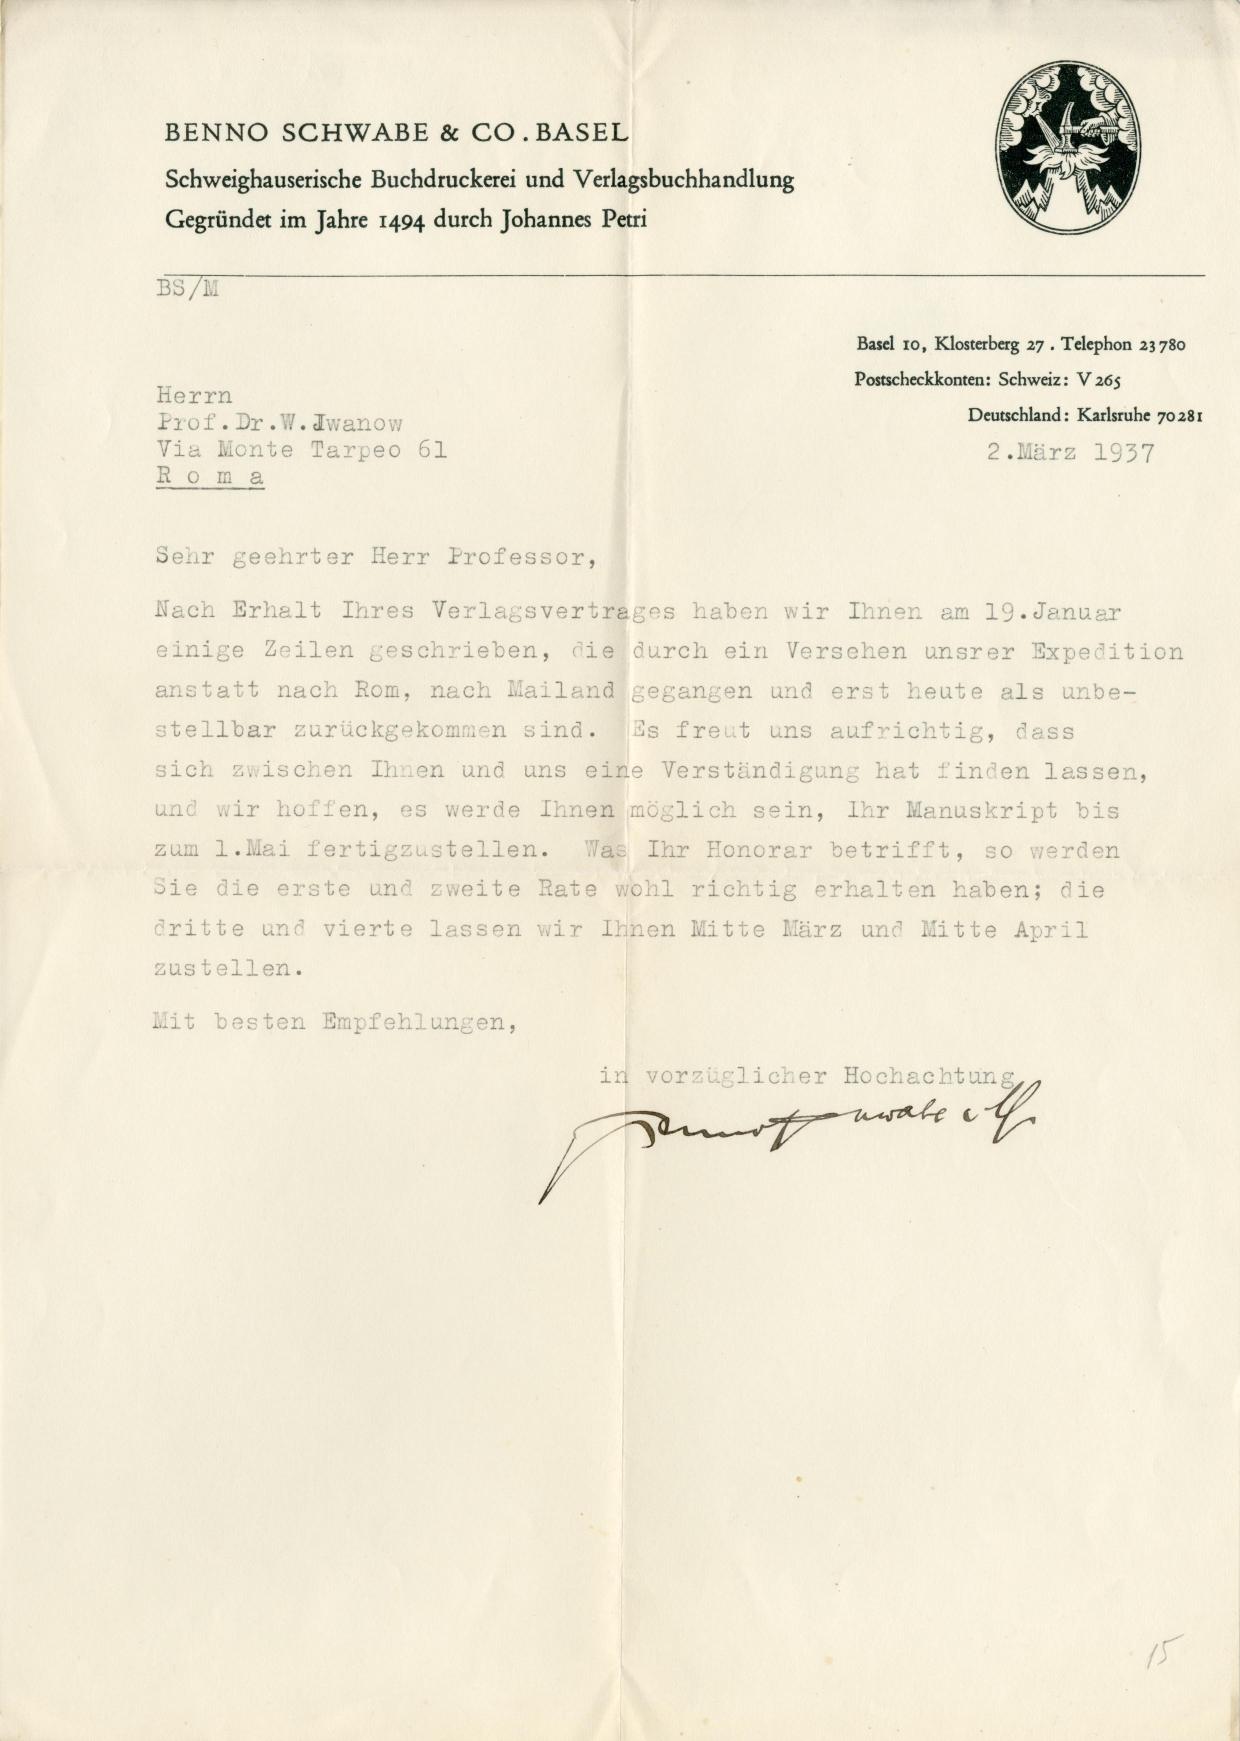 BENNO SCHWABE & CO. BASEL
Schweighauserische Buchdruckerei und Verlagsbuchhandlung
Gegründet im Jahre 1494 durch Johannes Petri
BS/M
Basel 10, Klosterberg 27 . Telephon 23780
Postscheckkonten: Schweiz: V 265
Deutschland: Karlsruhe 70281
2.März 1937
Herrn
Prof.Dr.W.Iwanow
Via Monte Tarpeo 61
R o m a
Sehr geehrter Herr Professor,
Nach Erhalt Ihres Verlagsvertrages haben wir Ihnen am 19.Januar
einige Zeilen geschrieben, die durch ein Versehen unsrer Expedition
anstatt nach Rom, nach Mailand gegangen und erst heute als unbe-
stellbar zurückgekommen sind. Es freut uns aufrichtig, dass
sich zwischen Ihnen und uns eine Verständigung hat finden lassen,
und wir hoffen, es werde Ihnen möglich sein, Ihr Manuskript bis
zum 1.Mai fertigzustellen. Was Ihr Honorar betrifft, so werden
Sie die erste und zweite Rate wohl richtig erhalten haben; die
dritte und vierte lassen wir Ihnen Mitte März und Mitte April
zustellen.
Mit besten Empfehlungen,
in vorzüglicher Hochachtung
Benno Schwabe & Co.
15